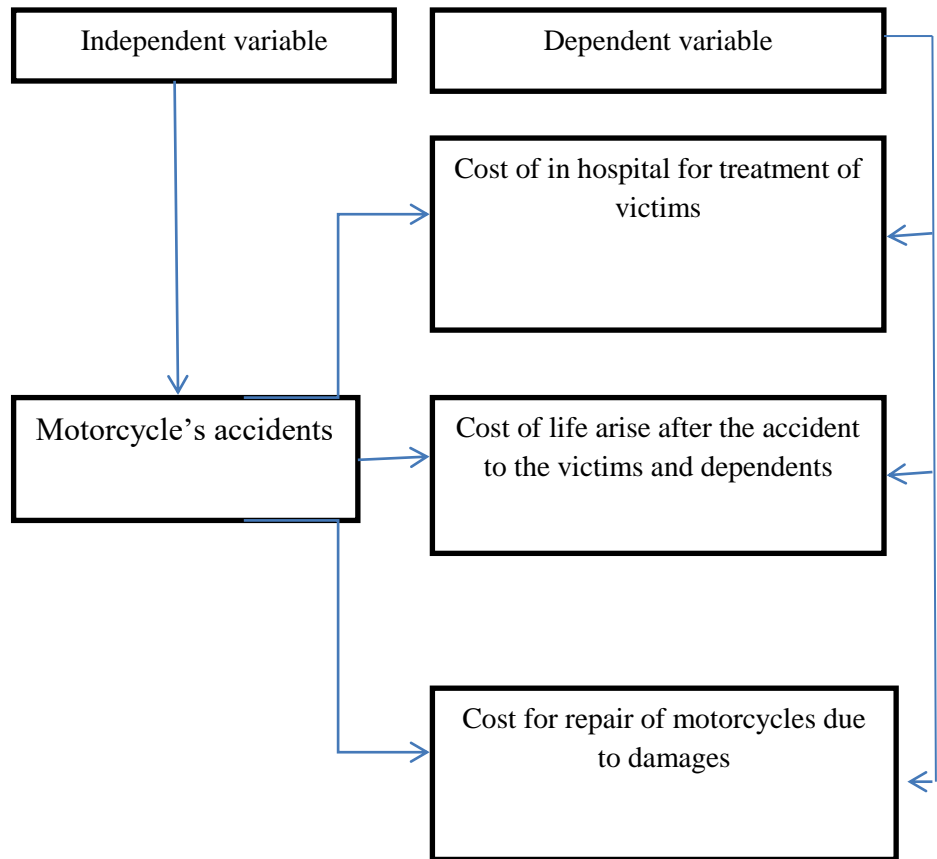 Independent variable
Dependent variable
Cost of in hospital for treatment of
victims
Motorcycle’s accidents
Cost of life arise after the accident
to the victims and dependents
Cost for repair of motorcycles due
to damages